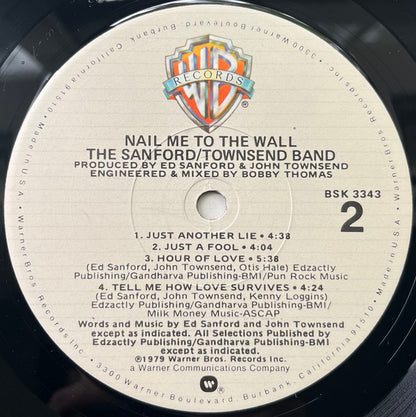 3300 Warner Boulevard, Burbank, California 91510 • Made in U.S.A. • Warner Bros. Records Inc. •
WB
RECORDS
®
NAIL ME TO THE WALL
THE SANFORD/TOWNSEND BAND
PRODUCED BY ED SANFORD & JOHN TOWNSEND
ENGINEERED & MIXED BY BOBBY THOMAS
BSK 3343
2
1. JUST ANOTHER LIE • 4:38
2. JUST A FOOL • 4:04
3. HOUR OF LOVE • 5:38
(Ed Sanford, John Townsend, Otis Hale) Edzactly
Publishing/Gandharva Publishing-BMI/Pun Rock Music
4. TELL ME HOW LOVE SURVIVES • 4:24
(Ed Sanford, John Townsend, Kenny Loggins)
Edzactly Publishing/Gandharva Publishing-BMI/
Milk Money Music-ASCAP
Words and Music by Ed Sanford and John Townsend
except as indicated. All Selections Published by
Edzactly Publishing/Gandharva Publishing-BMI
except as indicated.
©1979 Warner Bros. Records Inc.
a Warner Communications Company
3300 Warner Boulevard, Burbank, California 91510 • Made in U.S.A. • Warner Bros. Records Inc. •